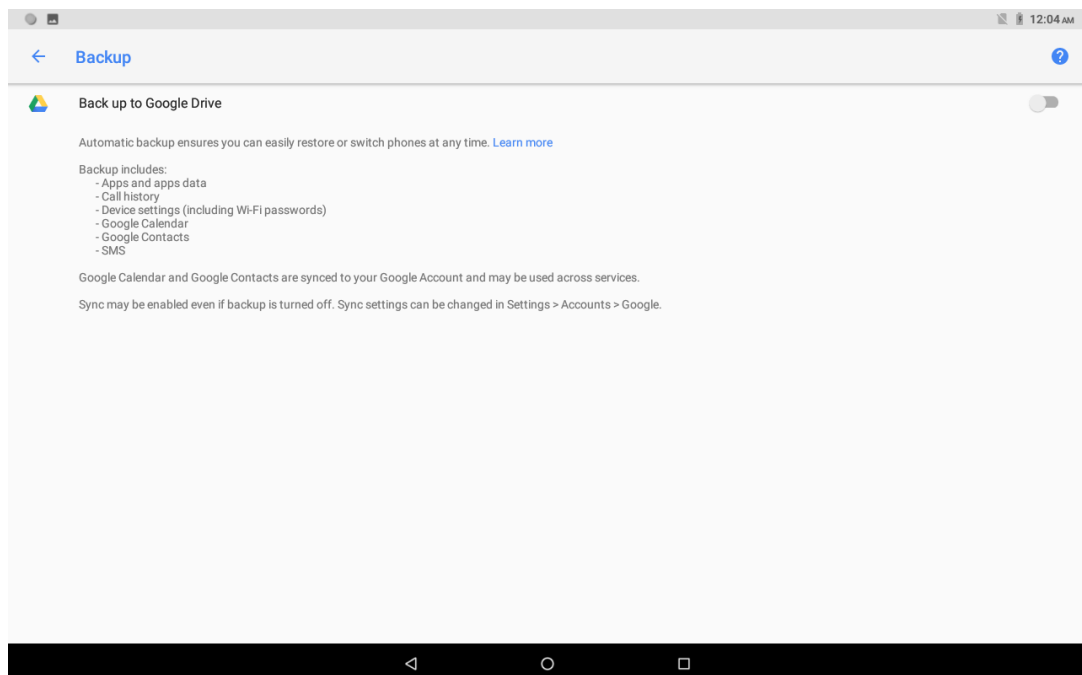 12:04 AM
Backup
?
Back up to Google Drive
Automatic backup ensures you can easily restore or switch phones at any time. Learn more
Backup includes:
- Apps and apps data
- Call history
- Device settings (including Wi-Fi passwords)
- Google Calendar
- Google Contacts
- SMS
Google Calendar and Google Contacts are synced to your Google Account and may be used across services.
Sync may be enabled even if backup is turned off. Sync settings can be changed in Settings > Accounts > Google.